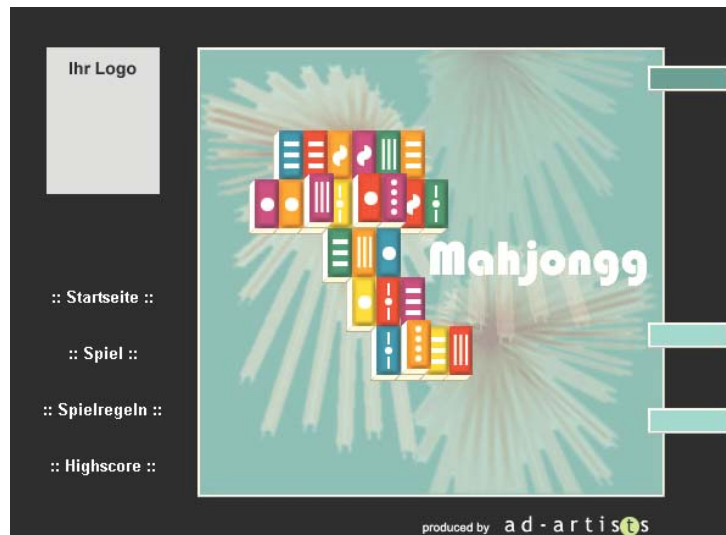 Ihr Logo
Mahjongg
:: Startseite ::
:: Spiel ::
:: Spielregeln ::
:: Highscore ::
produced by ad-artists